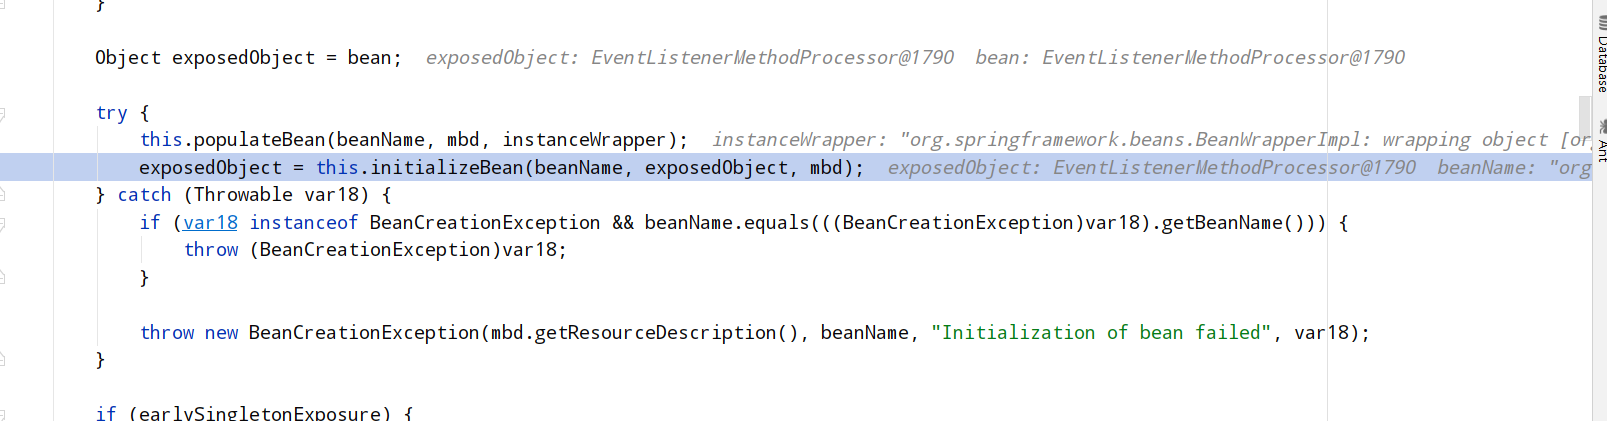 }
Object exposedObject = bean; exposedObject: EventListenerMethodProcessor@1790 bean: EventListenerMethodProcessor@1790
try {
this.populateBean(beanName, mbd, instanceWrapper); instanceWrapper: "org.springframework.beans.BeanWrapperImpl: wrapping object [or
exposedObject = this.initializeBean(beanName, exposedObject, mbd); exposedObject: EventListenerMethodProcessor@1790 beanName: "org
} catch (Throwable var18) {
if (var18 instanceof BeanCreationException && beanName.equals(((BeanCreationException)var18).getBeanName())) {
throw (BeanCreationException)var18;
}
throw new BeanCreationException(mbd.getResourceDescription(), beanName, "Initialization of bean failed", var18);
}
if (earlySingletonExposure) {
Database
Ant